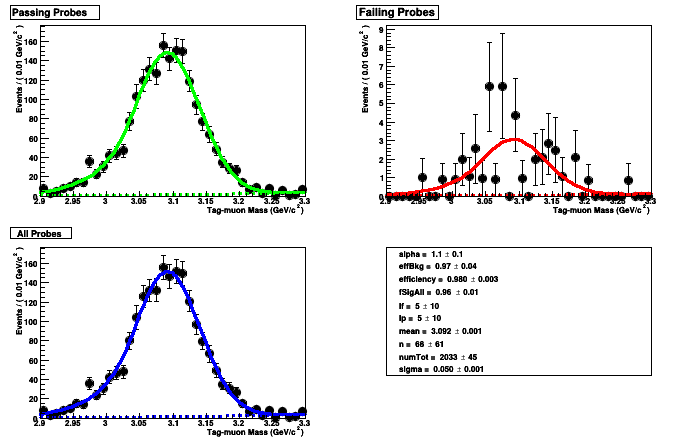 Passing Probes
Events / ( 0.01 GeV/c² )
160
140
120
100
80
60
40
20
0
2.9 2.95 3 3.05 3.1 3.15 3.2 3.25 3.3
Tag-muon Mass (GeV/c²)
Failing Probes
Events / ( 0.01 GeV/c² )
9
8
7
6
5
4
3
2
1
0
2.9 2.95 3 3.05 3.1 3.15 3.2 3.25 3.3
Tag-muon Mass (GeV/c²)
All Probes
Events / ( 0.01 GeV/c² )
160
140
120
100
80
60
40
20
0
2.9 2.95 3 3.05 3.1 3.15 3.2 3.25 3.3
Tag-muon Mass (GeV/c²)
alpha = 1.1 ± 0.1
effBkg = 0.97 ± 0.04
efficiency = 0.980 ± 0.003
fSigAll = 0.96 ± 0.01
lf = 5 ± 10
lp = 5 ± 10
mean = 3.092 ± 0.001
n = 66 ± 61
numTot = 2033 ± 45
sigma = 0.050 ± 0.001